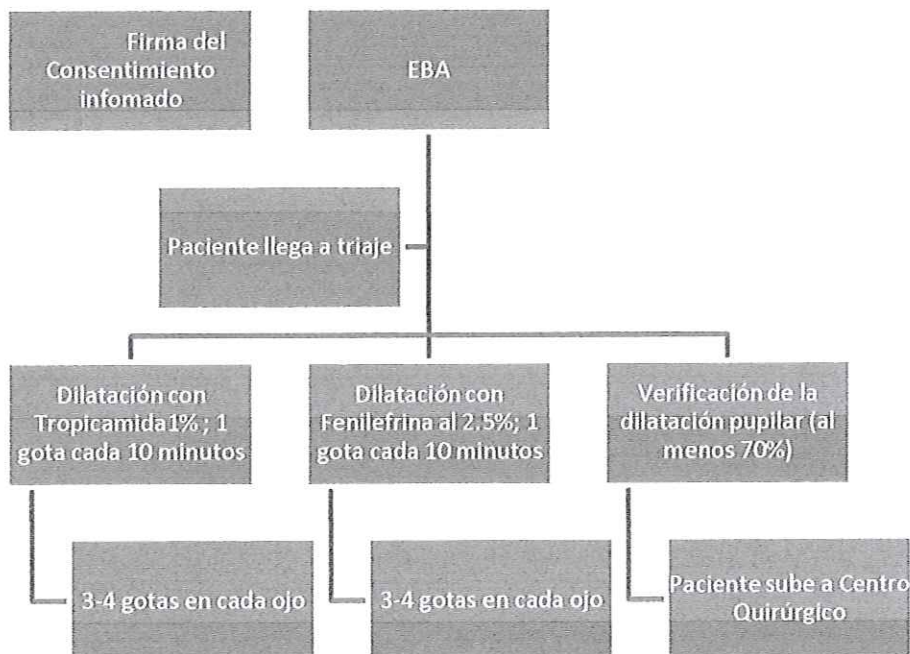 Firma del
Consentimiento
infomado
EBA
Paciente llega a triaje
Dilatación con
Tropicamida 1% ; 1
gota cada 10 minutos
Dilatación con
Fenilefrina al 2.5%; 1
gota cada 10 minutos
Verificación de la
dilatación pupilar (al
menos 70%)
3-4 gotas en cada ojo
3-4 gotas en cada ojo
Paciente sube a Centro
Quirúrgico